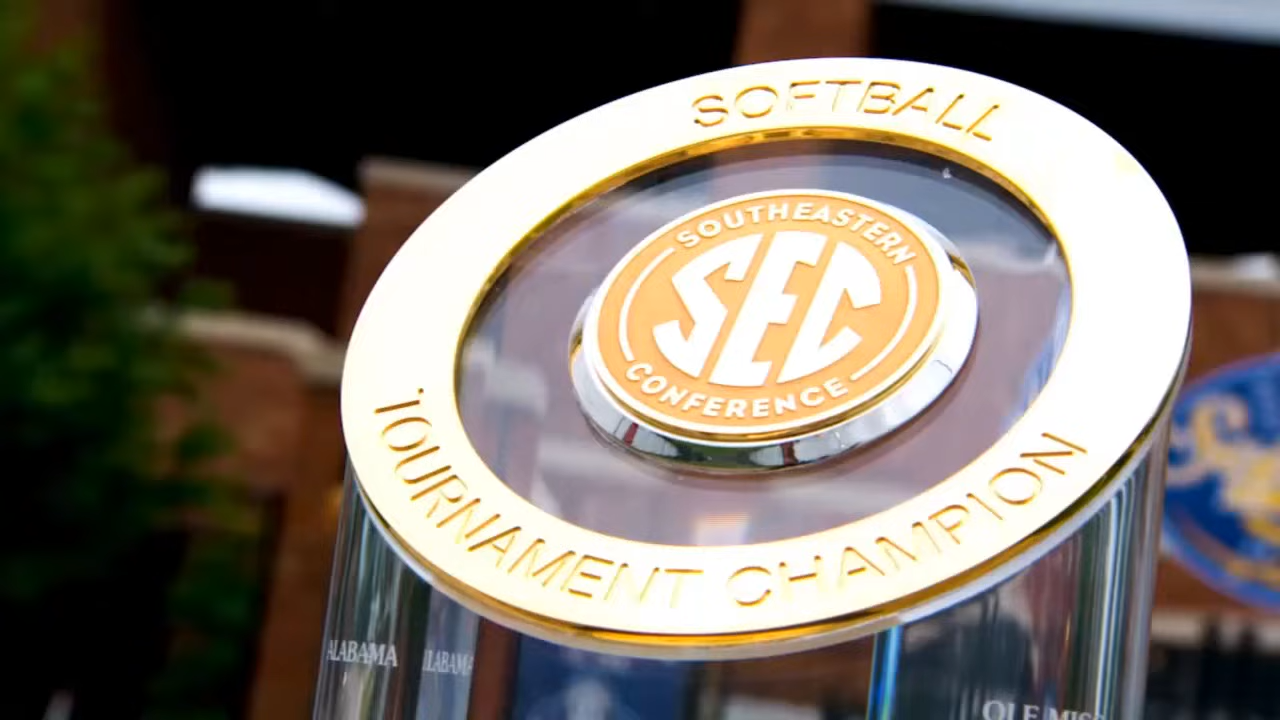 SOFTBALL
SOUTHEASTERN
SEC
CONFERENCE
TOURNAMENT CHAMPION
ALABAMA
ALABAMA
OLE MISS